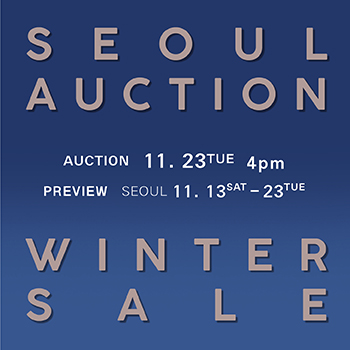 SEOUL
AUCTION
AUCTION 11. 23TUE 4pm
PREVIEW SEOUL 11. 13SAT – 23TUE
WINTER
SALE